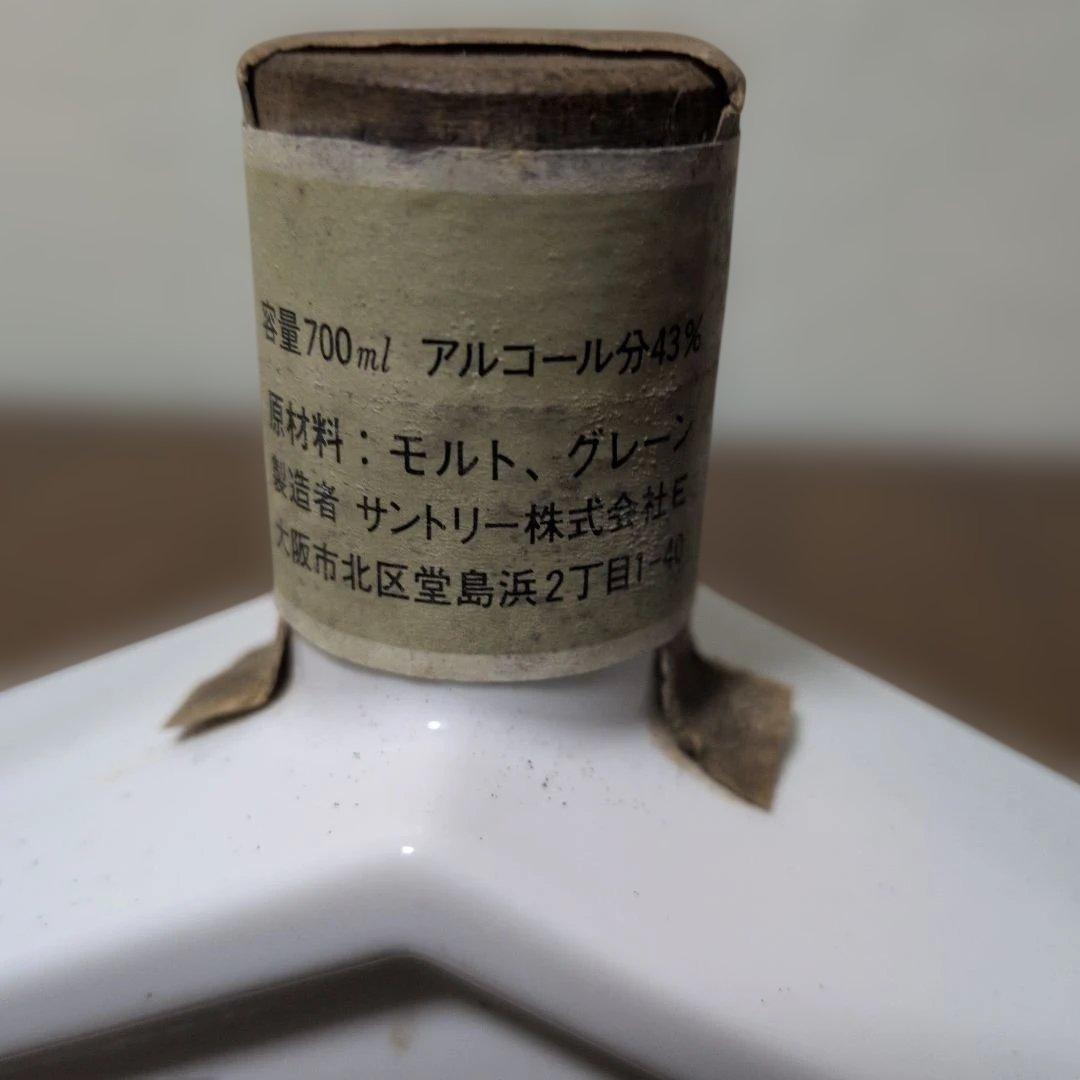 容量700ml アルコール分43%
原材料：モルト、グレーン
製造者 サントリー株式会社E
大阪市北区堂島浜2丁目1-40